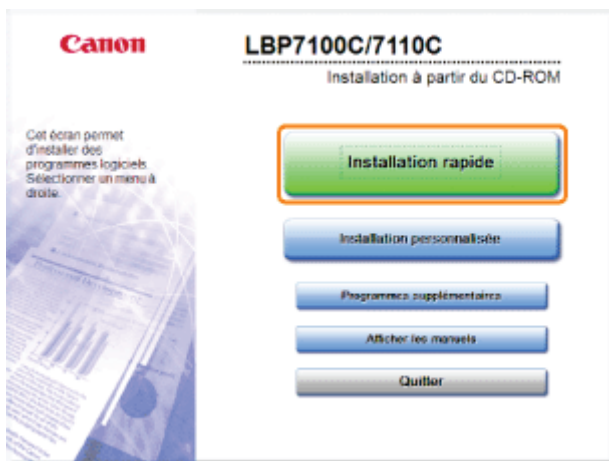 Canon
LBP7100C/7110C
Installation à partir du CD-ROM
Cet écran permet
d'installer des
programmes logiciels.
Sélectionner un menu à
droite.
Installation rapide
Installation personnalisée
Programmes supplémentaires
Afficher les manuels
Quitter